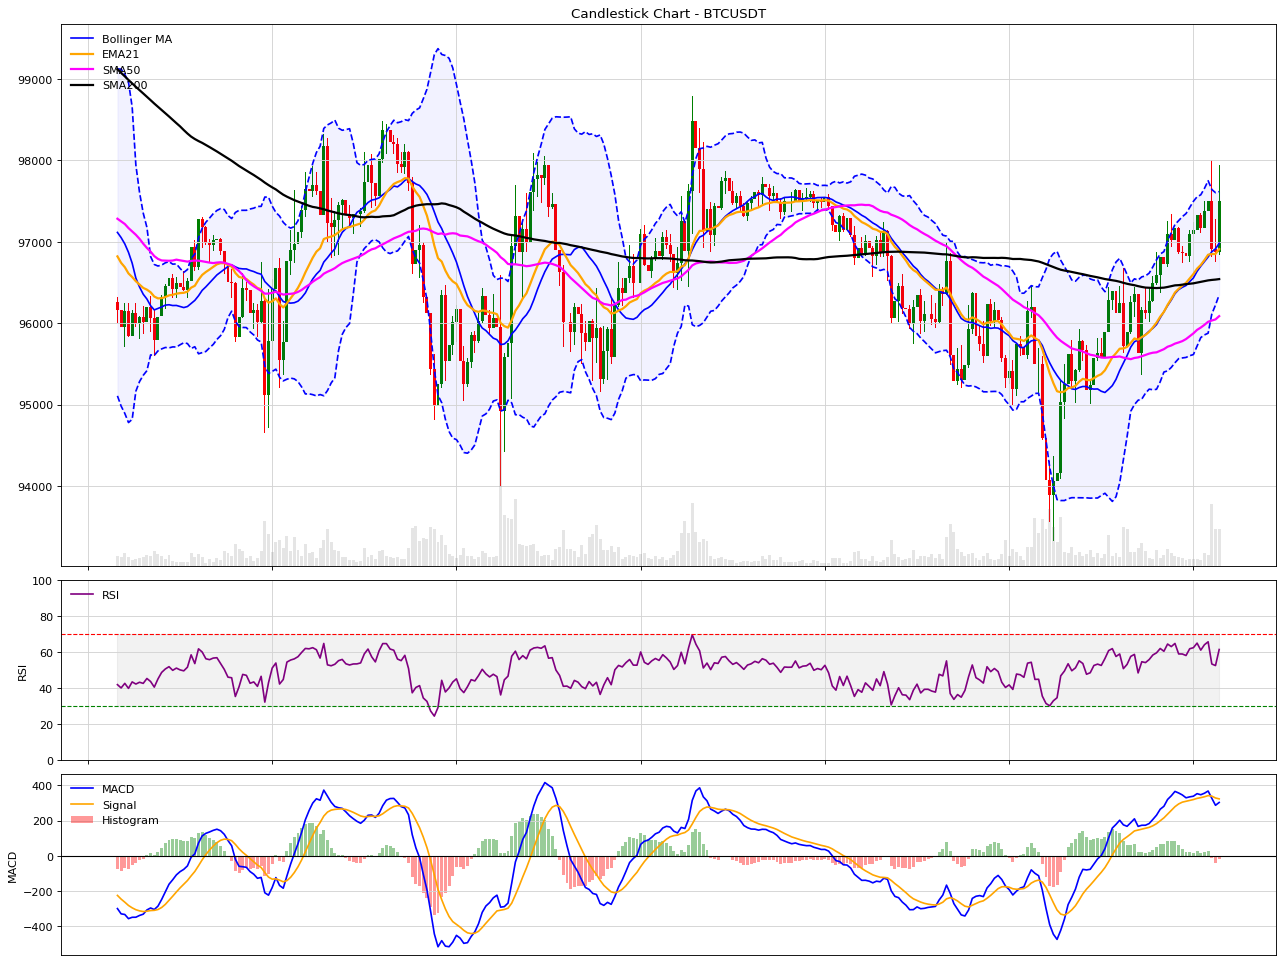 Candlestick Chart - BTCUSDT
Bollinger MA
EMA21
SMA50
SMA200
99000
98000
97000
96000
95000
94000
RSI
100
80
60
40
20
0
RSI
MACD
Signal
Histogram
400
200
0
−200
−400
MACD